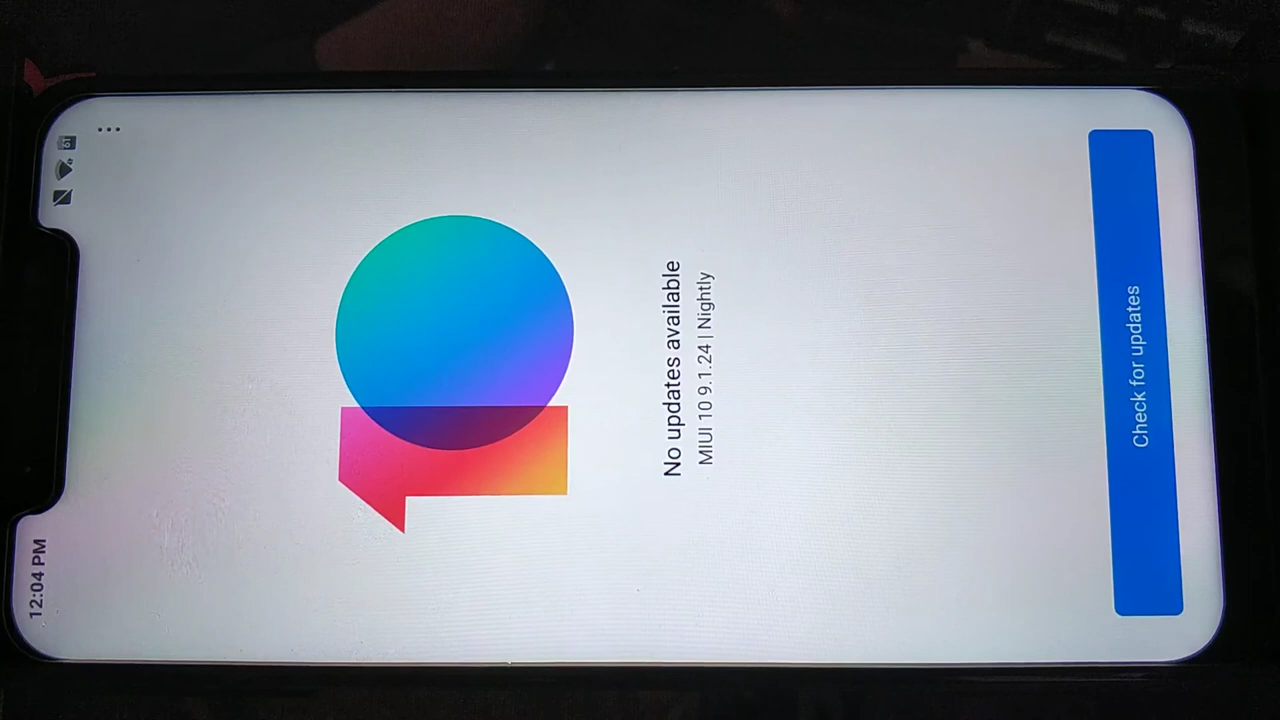 12:04 PM
No updates available
MIUI 10 9.1.24 | Nightly
Check for updates